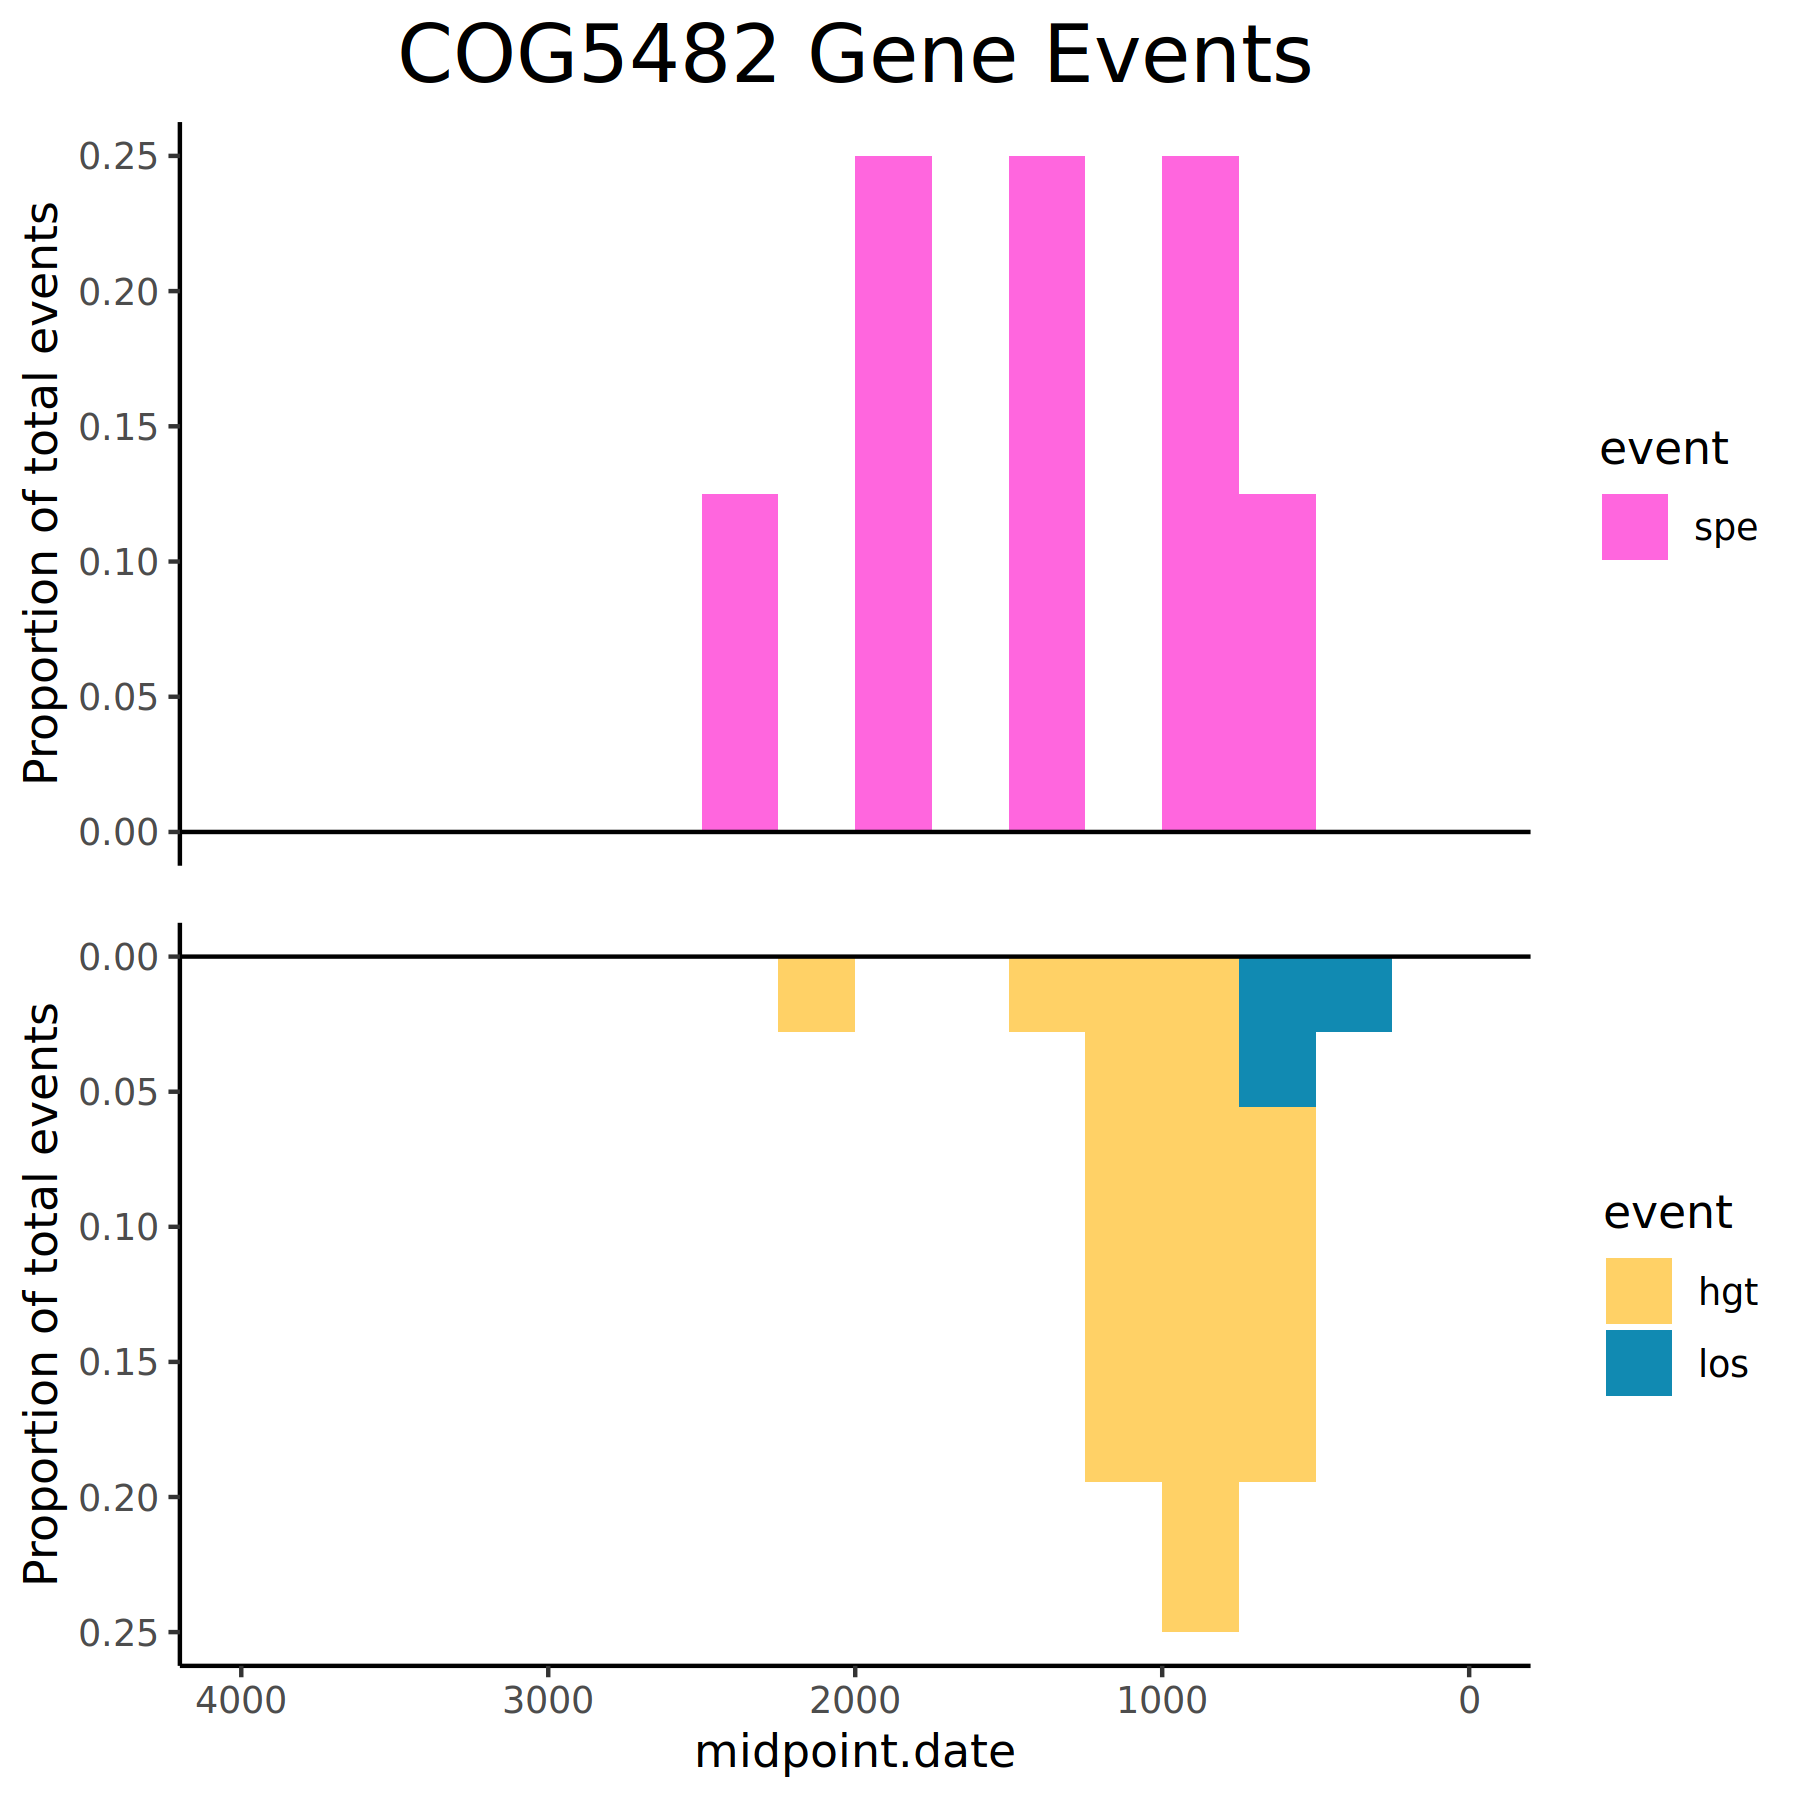 COG5482 Gene Events
Proportion of total events
0.25
0.20
0.15
0.10
0.05
0.00
event
spe
Proportion of total events
0.00
0.05
0.10
0.15
0.20
0.25
4000 3000 2000 1000 0
midpoint.date
event
hgt
los